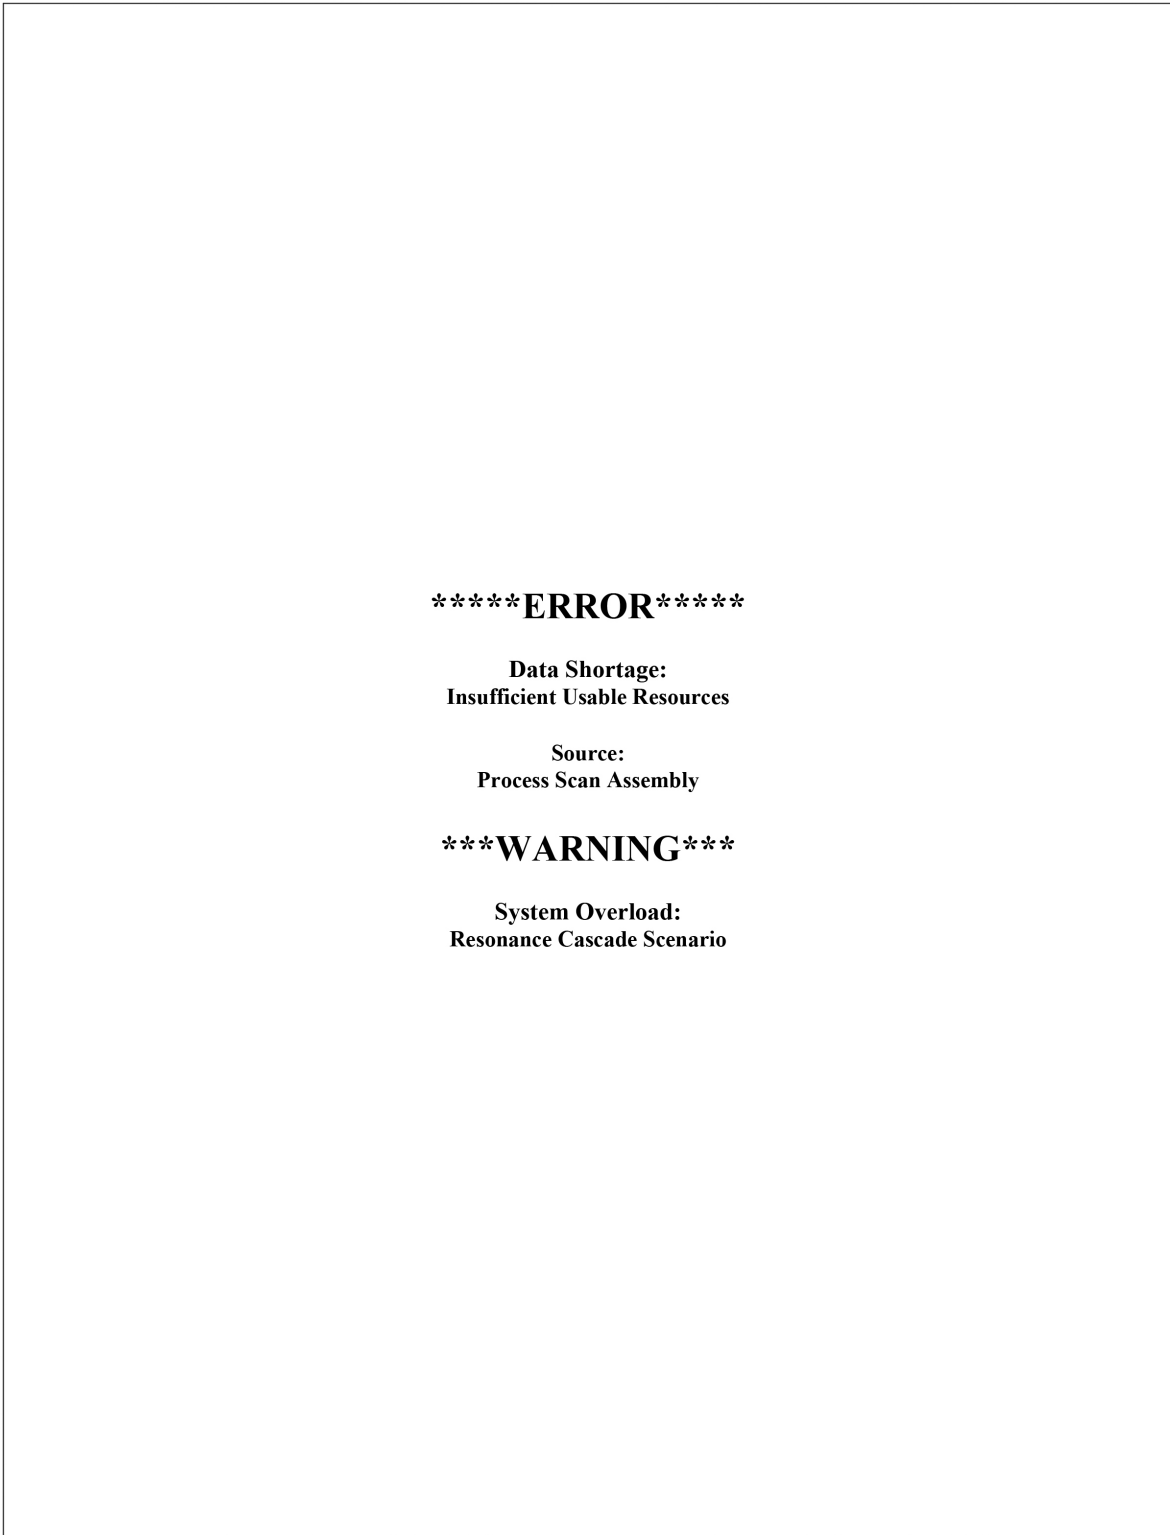 *****ERROR*****
Data Shortage:
Insufficient Usable Resources
Source:
Process Scan Assembly
***WARNING***
System Overload:
Resonance Cascade Scenario